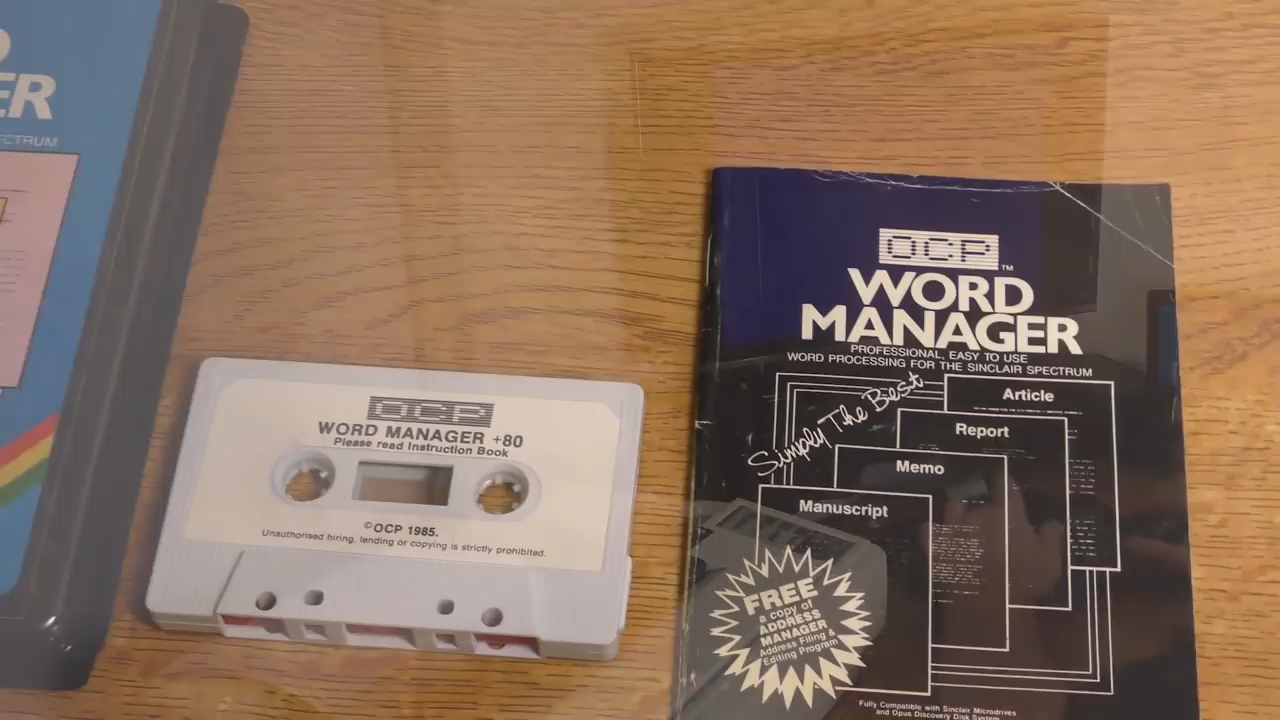 ER
ECTRUM
OCP
WORD MANAGER +80
Please read Instruction Book
©OCP 1985.
Unauthorised hiring, lending or copying is strictly prohibited.
OCP™
WORD
MANAGER
PROFESSIONAL, EASY TO USE
WORD PROCESSING FOR THE SINCLAIR SPECTRUM
Simply The Best
Article
Report
Memo
Manuscript
FREE
a copy of
ADDRESS
MANAGER
Address Filing &
Editing Program
Fully Compatible with Sinclair Microdrives
and Opus Discovery Disk System